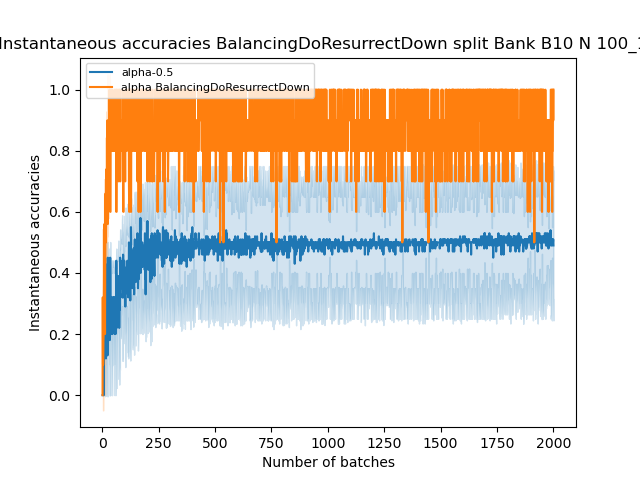 Instantaneous accuracies BalancingDoResurrectDown split Bank B10 N 100_
alpha-0.5
alpha BalancingDoResurrectDown
1.0
0.8
0.6
0.4
0.2
0.0
Instantaneous accuracies
0 250 500 750 1000 1250 1500 1750 2000
Number of batches